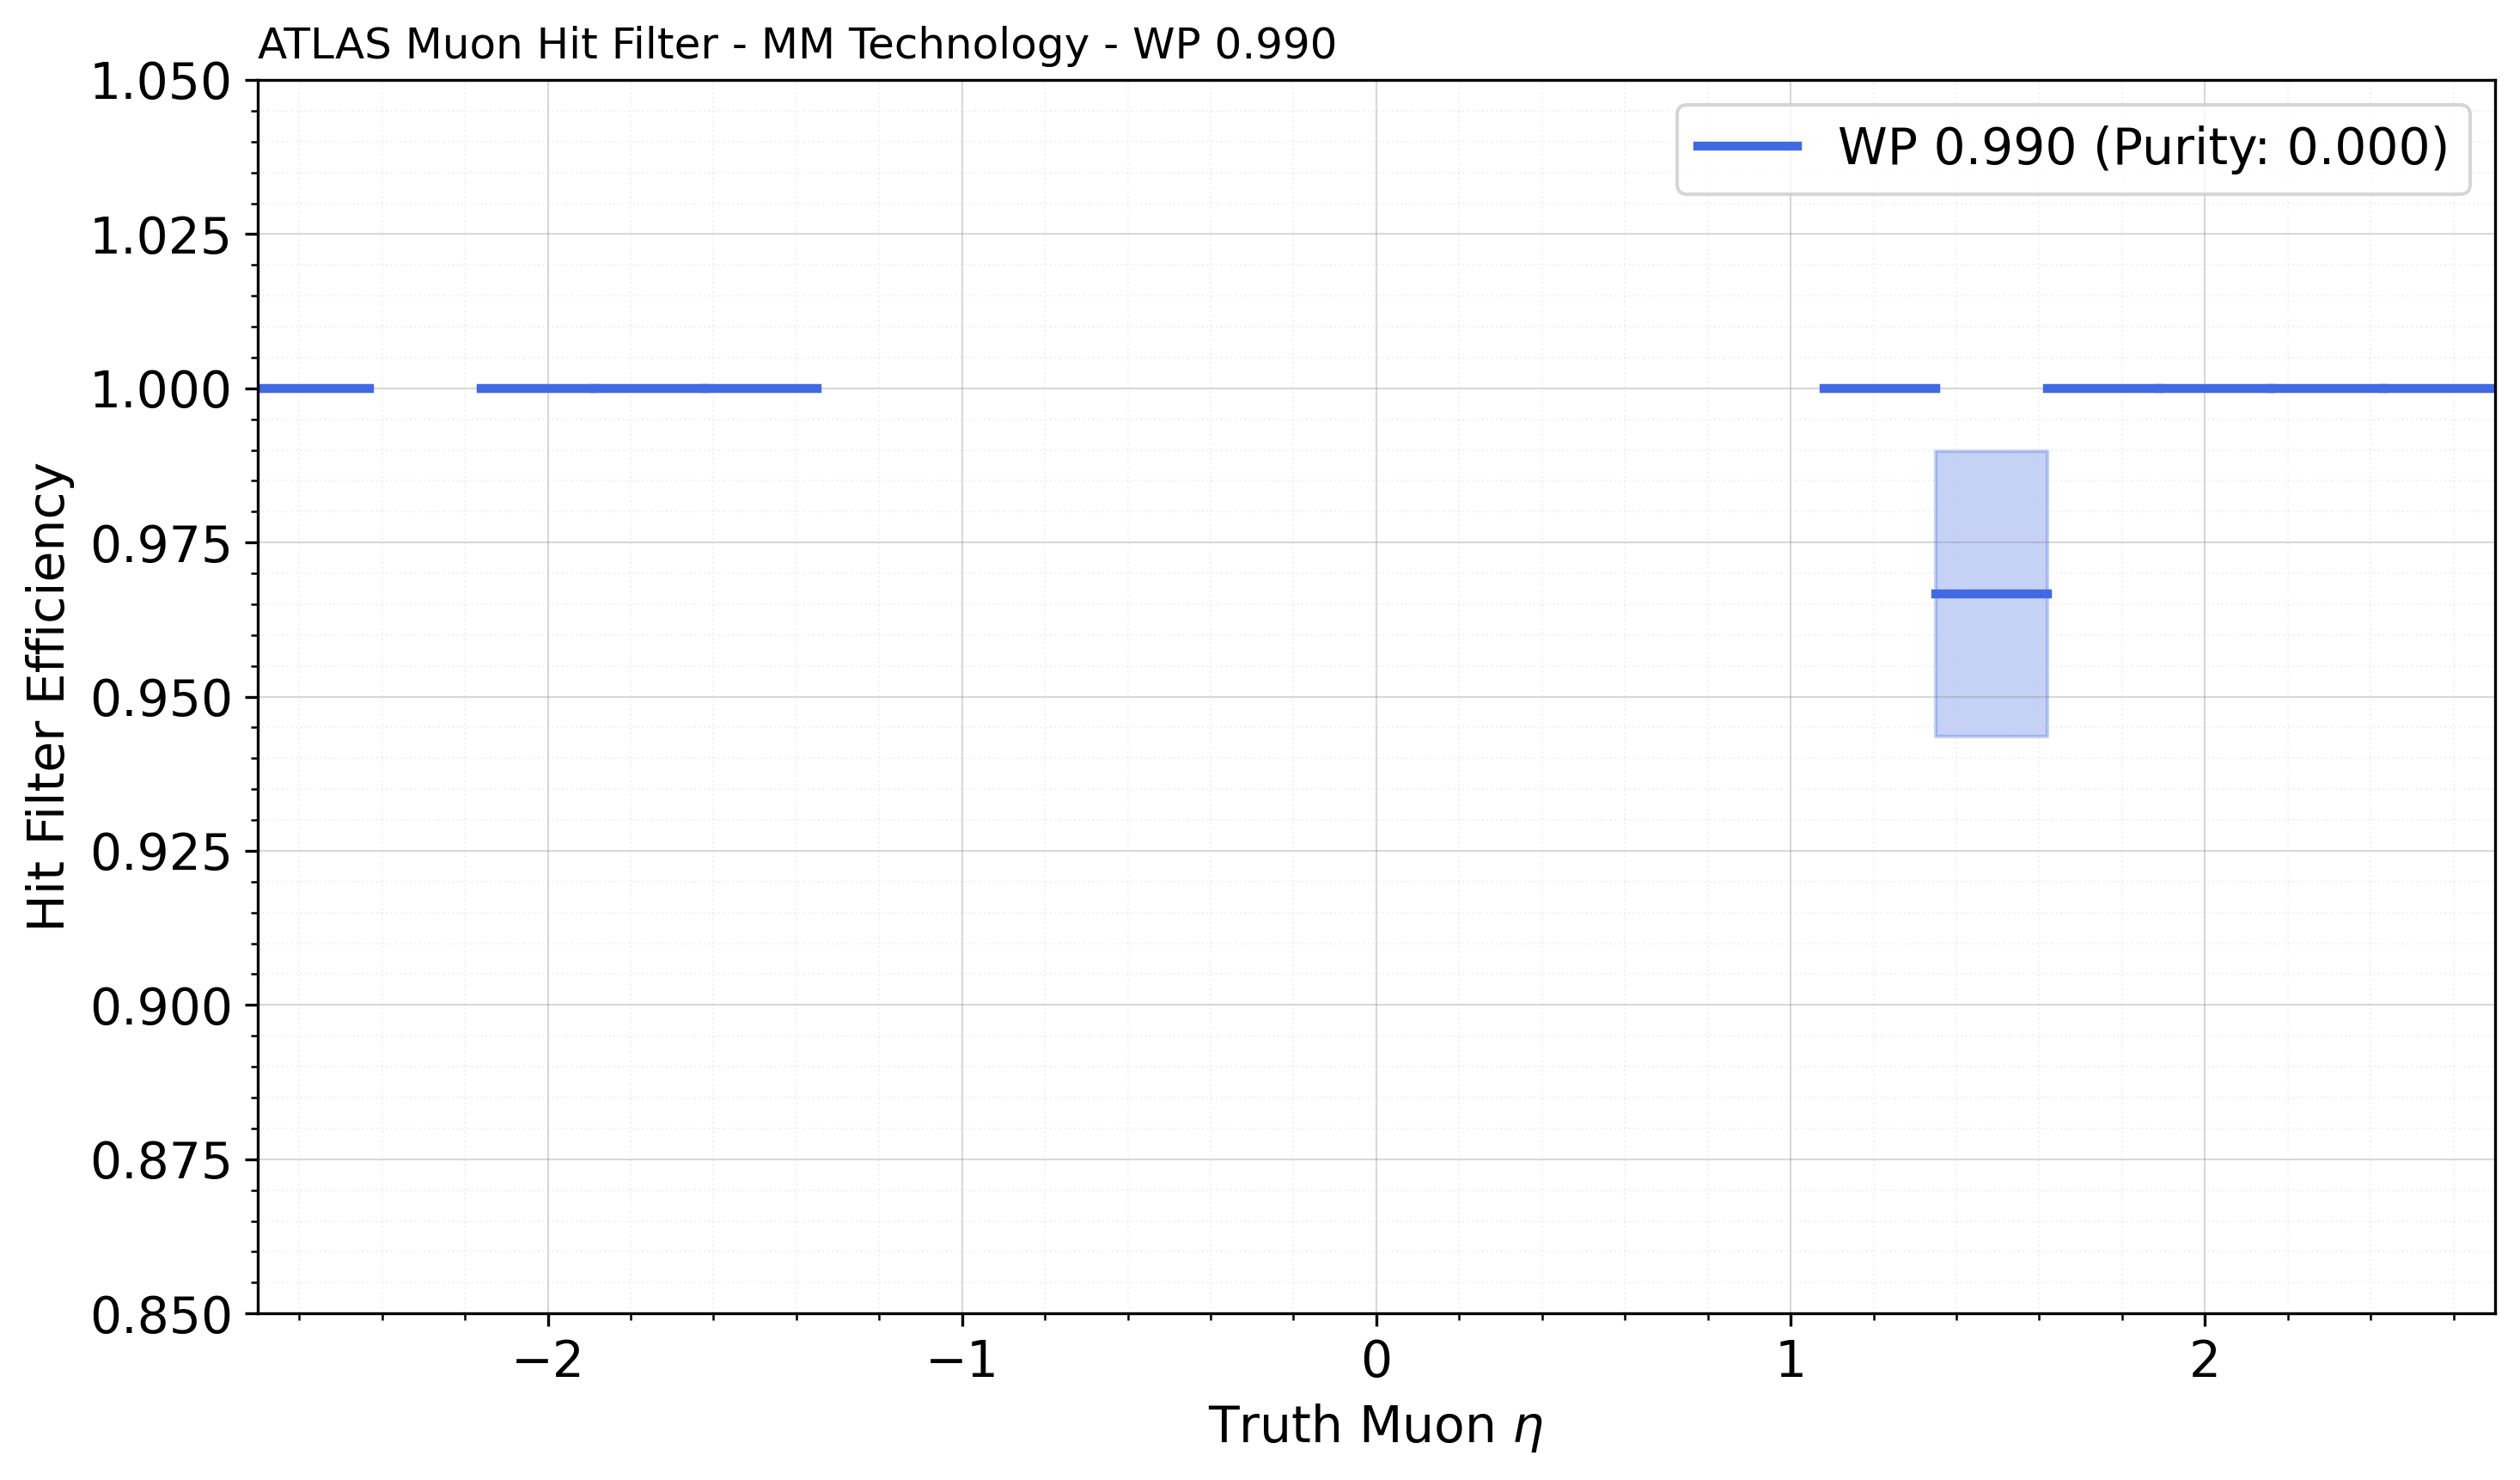 ATLAS Muon Hit Filter - MM Technology - WP 0.990
1.050
1.025
1.000
0.975
0.950
0.925
0.900
0.875
0.850
Hit Filter Efficiency
WP 0.990 (Purity: 0.000)
−2 −1 0 1 2
Truth Muon η